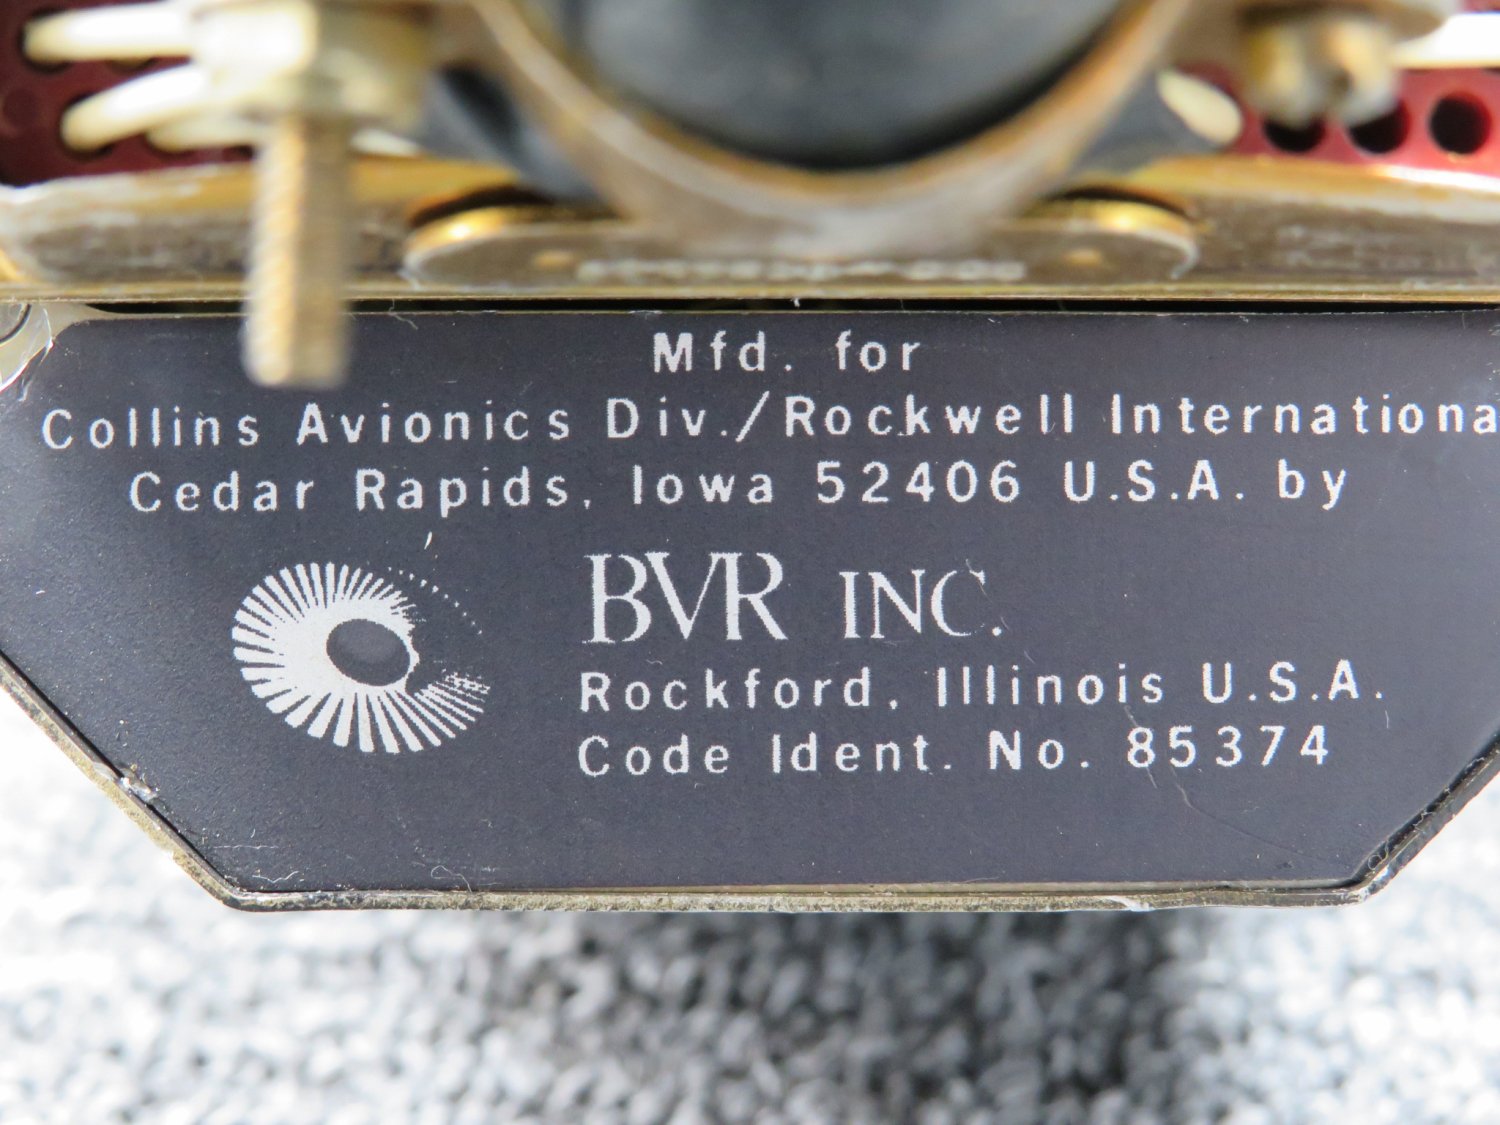 Mfd. for
Collins Avionics Div./Rockwell Internationa
Cedar Rapids, Iowa 52406 U.S.A. by
BVR INC.
Rockford, Illinois U.S.A.
Code Ident. No. 85374